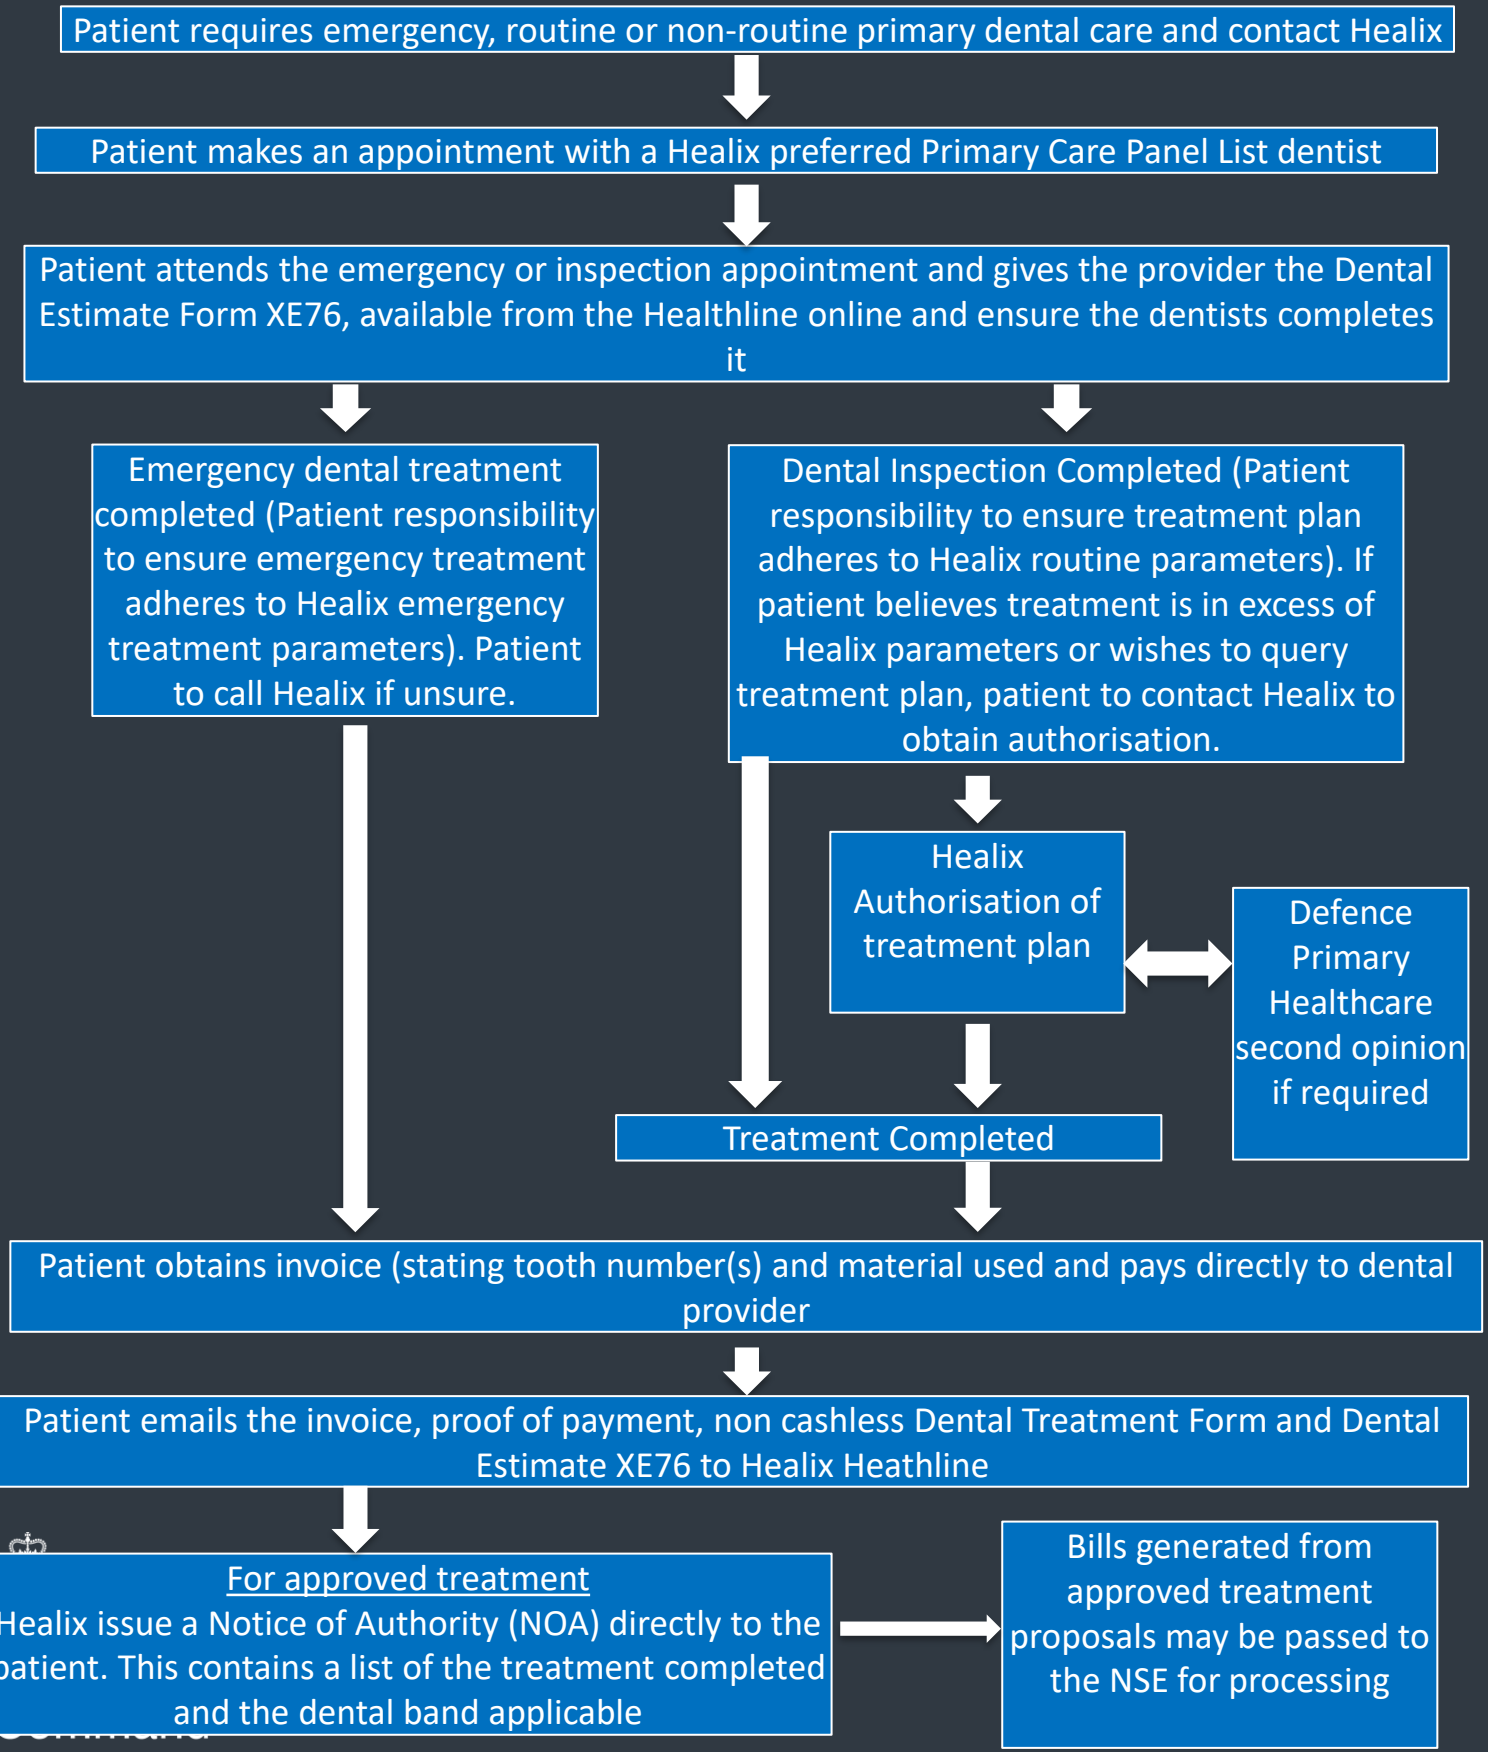 Patient requires emergency, routine or non-routine primary dental care and contact Healix
Patient makes an appointment with a Healix preferred Primary Care Panel List dentist
Patient attends the emergency or inspection appointment and gives the provider the Dental
Estimate Form XE76, available from the Healthline online and ensure the dentists completes
it
Emergency dental treatment
completed (Patient responsibility
to ensure emergency treatment
adheres to Healix emergency
treatment parameters). Patient
to call Healix if unsure.
Dental Inspection Completed (Patient
responsibility to ensure treatment plan
adheres to Healix routine parameters). If
patient believes treatment is in excess of
Healix parameters or wishes to query
treatment plan, patient to contact Healix to
obtain authorisation.
Healix
Authorisation of
treatment plan
Defence
Primary
Healthcare
second opinion
if required
Treatment Completed
Patient obtains invoice (stating tooth number(s) and material used and pays directly to dental
provider
Patient emails the invoice, proof of payment, non cashless Dental Treatment Form and Dental
Estimate XE76 to Healix Heathline
For approved treatment
Healix issue a Notice of Authority (NOA) directly to the
patient. This contains a list of the treatment completed
and the dental band applicable
Bills generated from
approved treatment
proposals may be passed to
the NSE for processing